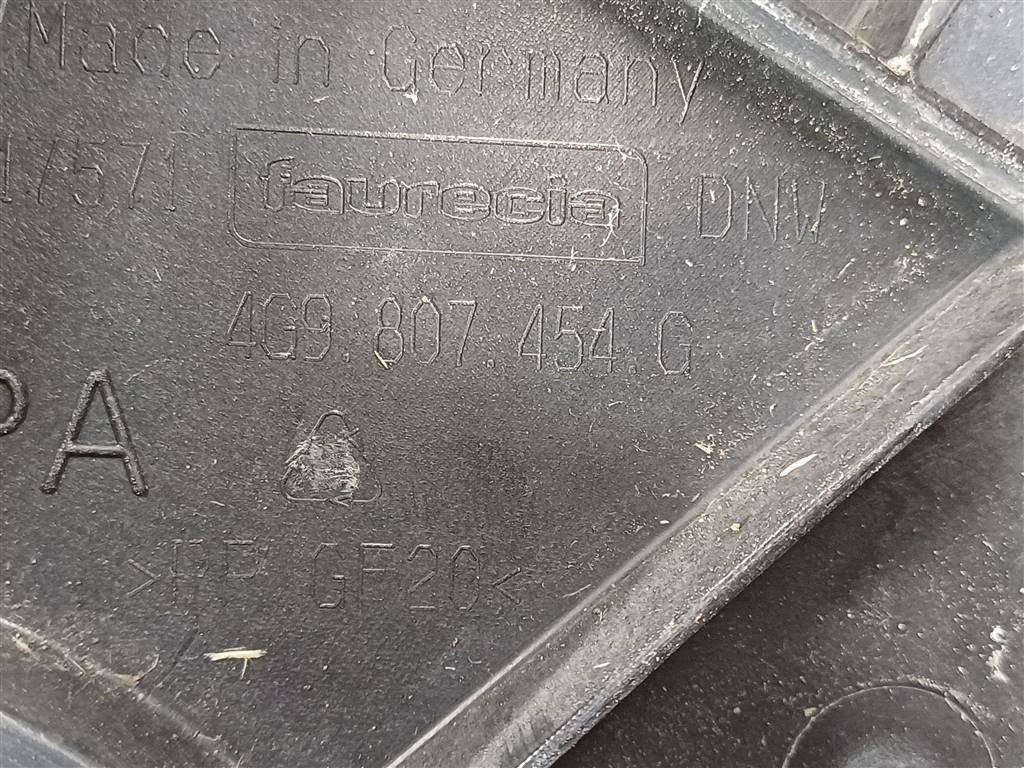 Made in Germany
17571 faurecia DNW
4G9.807.454.G
PA
>PP GF20<